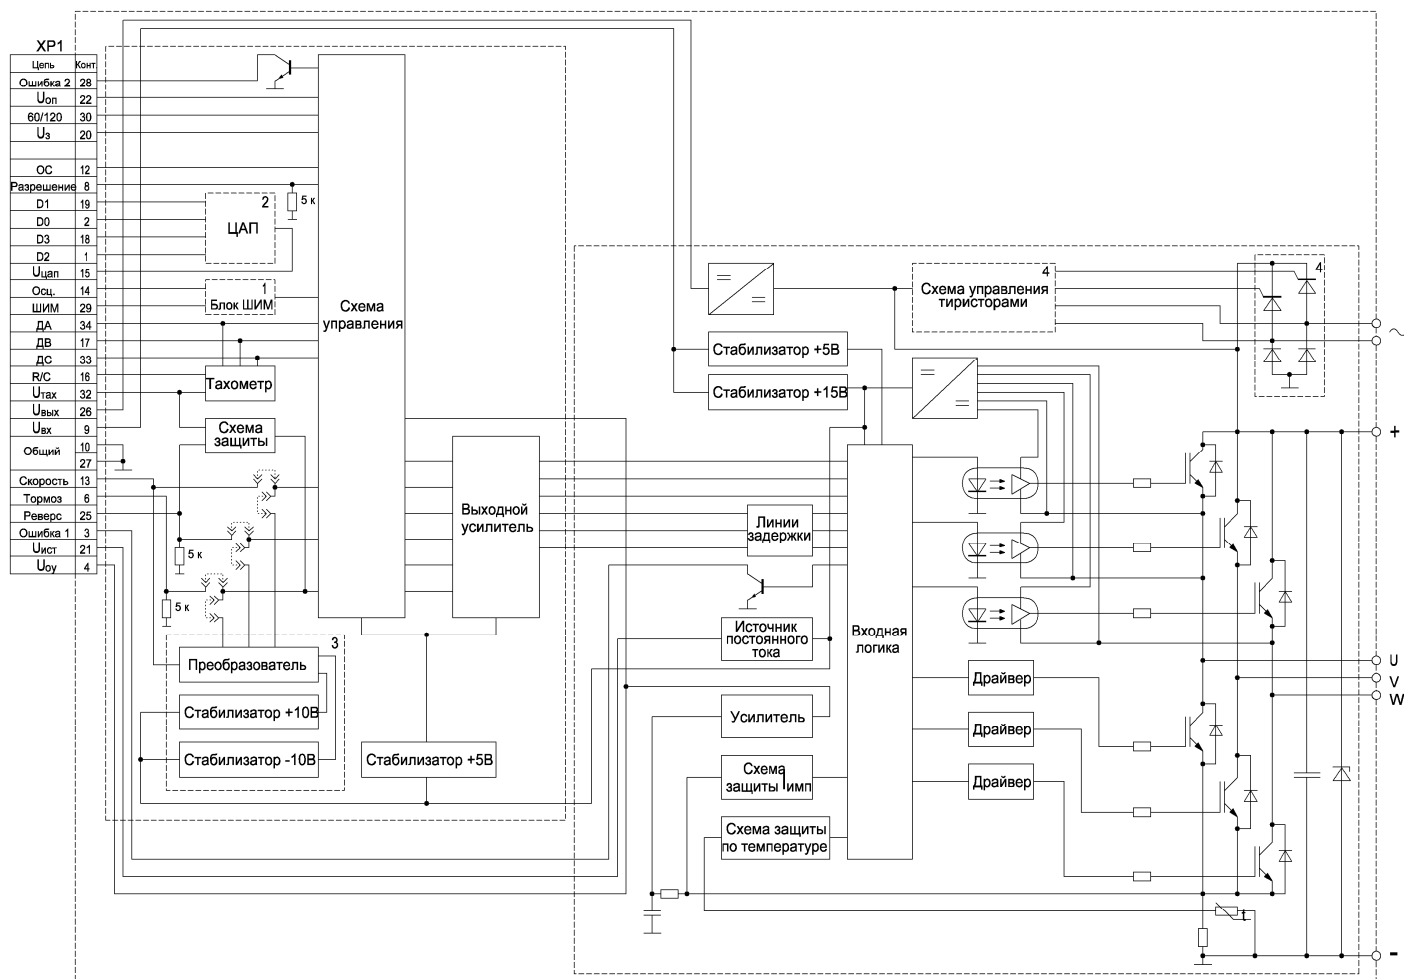 ХР1
Цепь Конт.
Ошибка 2 28
Uоп 22
60/120 30
Uз 20
ОС 12
Разрешение 8
D1 19
D0 2
D3 18
D2 1
Uцап 15
Осц. 14
ШИМ 29
ДА 34
ДВ 17
ДС 33
R/C 16
Uтах 32
Uвых 26
Uвх 9
Общий 10
27
Скорость 13
Тормоз 6
Реверс 25
Ошибка 1 3
Uист 21
Uоу 4
5 к
2
ЦАП
1
Блок ШИМ
Тахометр
Схема
защиты
5 к
5 к
3
Преобразователь
Стабилизатор +10В
Стабилизатор -10В
Схема
управления
Выходной
усилитель
Стабилизатор +5В
=
=
Стабилизатор +5В
Стабилизатор +15В
4
Схема управления
тиристорами
4
=
=
Линии
задержки
Источник
постоянного
тока
Усилитель
Схема
защиты Iимп
Схема защиты
по температуре
Входная
логика
Драйвер
Драйвер
Драйвер
t
~
+
U
V
W
-